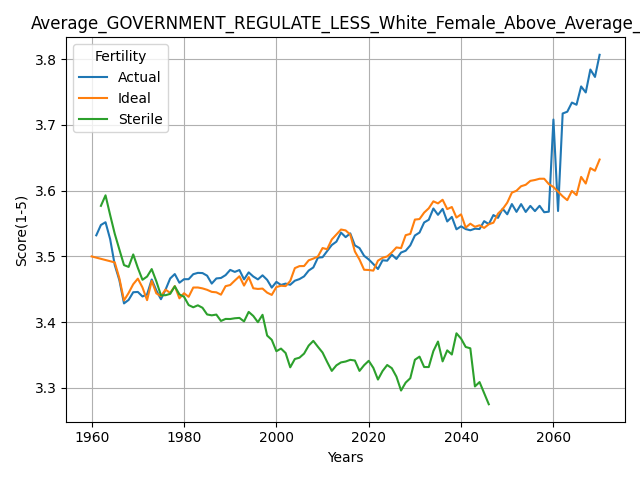 Average_GOVERNMENT_REGULATE_LESS_White_Female_Above_Average_
Fertility
Actual
Ideal
Sterile
Score(1-5)
3.8
3.7
3.6
3.5
3.4
3.3
1960
1980
2000
2020
2040
2060
Years